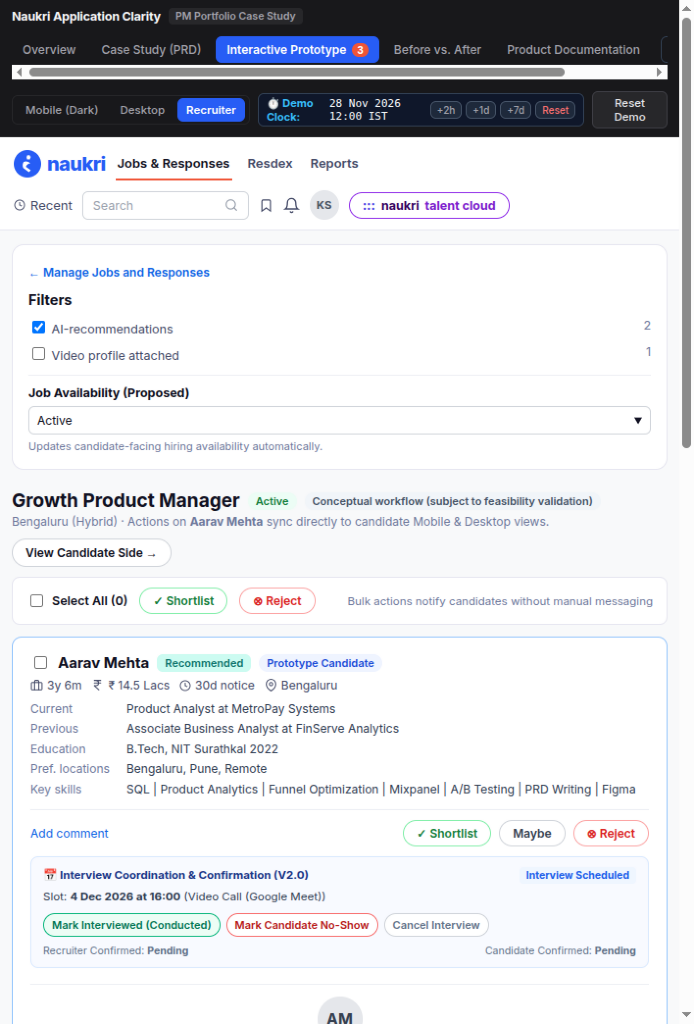 Naukri Application Clarity PM Portfolio Case Study
Overview Case Study (PRD) Interactive Prototype 3 Before vs. After Product Documentation
Mobile (Dark) Desktop Recruiter
Demo Clock: 28 Nov 2026 12:00 IST +2h +1d +7d Reset
Reset Demo
naukri Jobs & Responses Resdex Reports
Recent Search KS naukri talent cloud
← Manage Jobs and Responses
Filters
AI-recommendations 2
Video profile attached 1
Job Availability (Proposed)
Active
Updates candidate-facing hiring availability automatically.
Growth Product Manager Active Conceptual workflow (subject to feasibility validation)
Bengaluru (Hybrid) · Actions on Aarav Mehta sync directly to candidate Mobile & Desktop views.
View Candidate Side →
Select All (0) ✓ Shortlist ⊗ Reject Bulk actions notify candidates without manual messaging
Aarav Mehta Recommended Prototype Candidate
3y 6m ₹ ₹ 14.5 Lacs 30d notice Bengaluru
Current Product Analyst at MetroPay Systems
Previous Associate Business Analyst at FinServe Analytics
Education B.Tech, NIT Surathkal 2022
Pref. locations Bengaluru, Pune, Remote
Key skills SQL | Product Analytics | Funnel Optimization | Mixpanel | A/B Testing | PRD Writing | Figma
Add comment ✓ Shortlist Maybe ⊗ Reject
Interview Coordination & Confirmation (V2.0) Interview Scheduled
Slot: 4 Dec 2026 at 16:00 (Video Call (Google Meet))
Mark Interviewed (Conducted) Mark Candidate No-Show Cancel Interview
Recruiter Confirmed: Pending Candidate Confirmed: Pending
AM